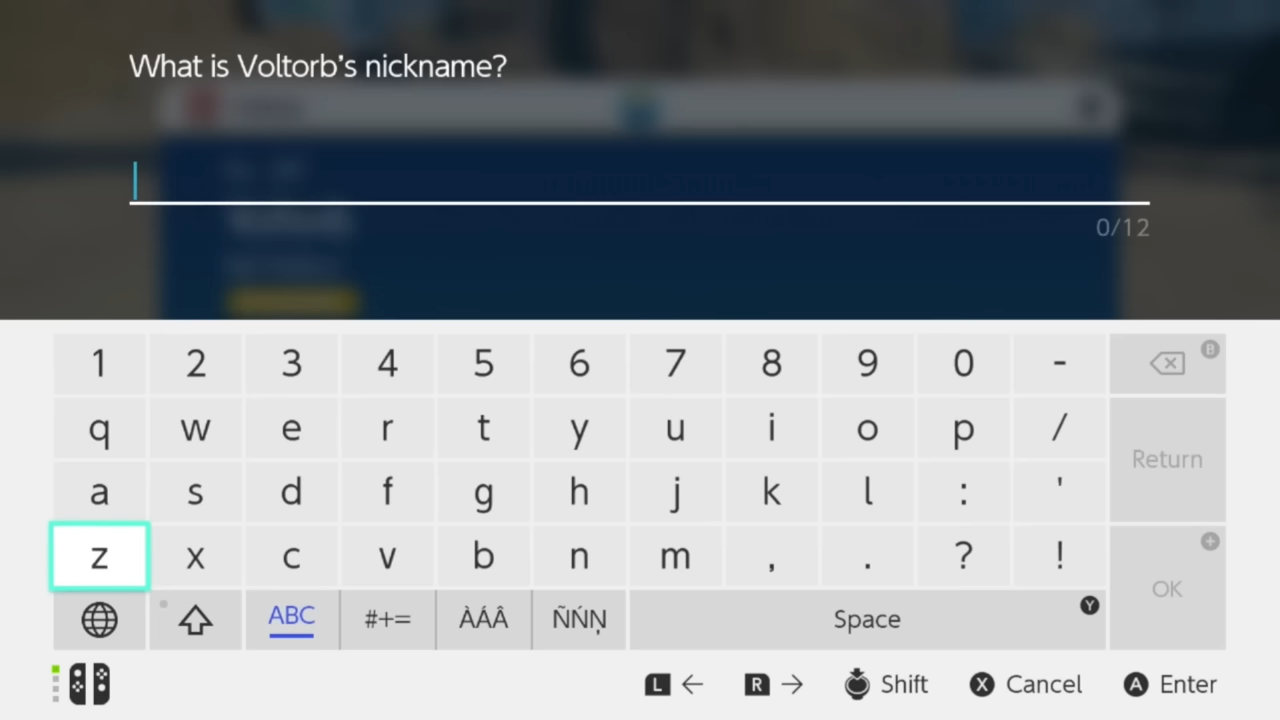 What is Voltorb's nickname?
0/12
1 2 3 4 5 6 7 8 9 0 - B
q w e r t y u i o p /
Return
a s d f g h j k l : '
z x c v b n m , . ? ! +
OK
ABC #+= ÀÁÂ ÑŃŅ Space Y
L ← R → Shift X Cancel A Enter